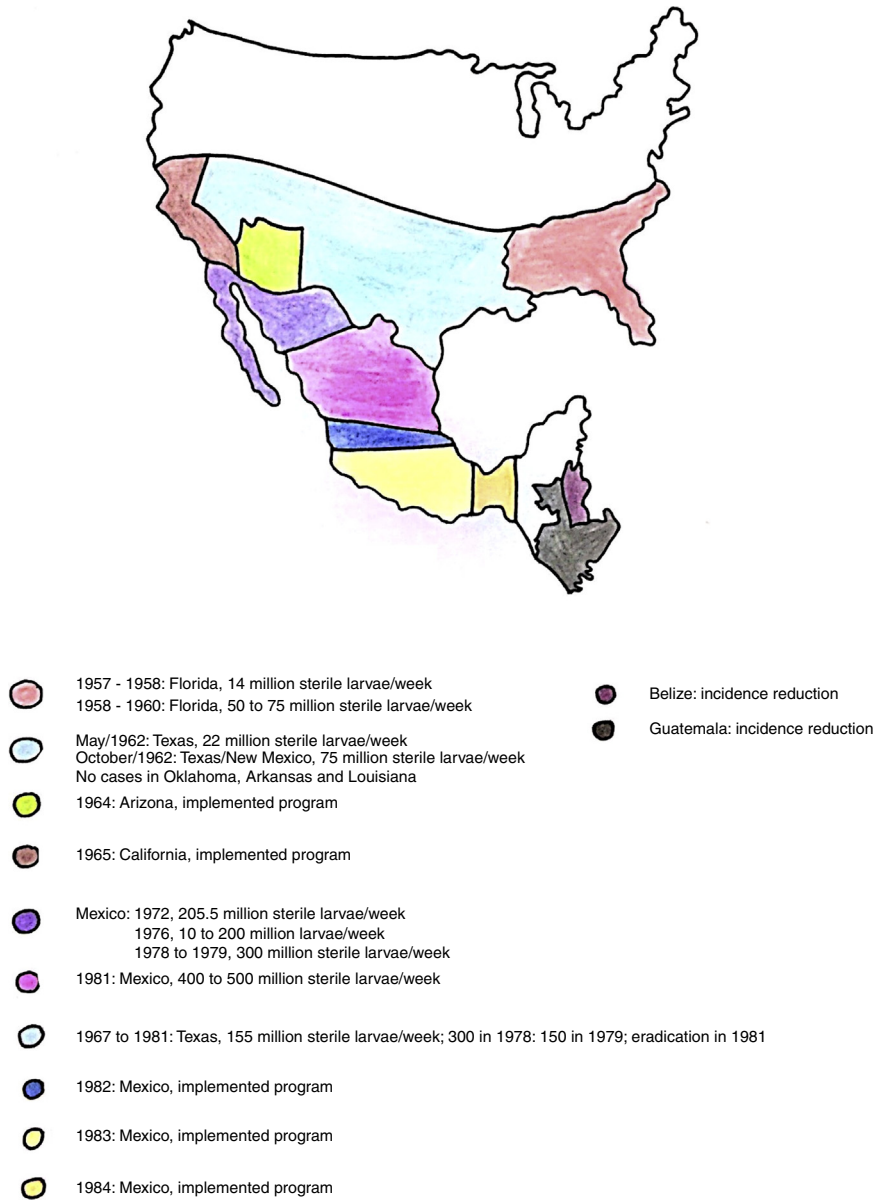 1957 - 1958: Florida, 14 million sterile larvae/week
1958 - 1960: Florida, 50 to 75 million sterile larvae/week
May/1962: Texas, 22 million sterile larvae/week
October/1962: Texas/New Mexico, 75 million sterile larvae/week
No cases in Oklahoma, Arkansas and Louisiana
1964: Arizona, implemented program
1965: California, implemented program
Mexico: 1972, 205.5 million sterile larvae/week
1976, 10 to 200 million larvae/week
1978 to 1979, 300 million sterile larvae/week
1981: Mexico, 400 to 500 million sterile larvae/week
1967 to 1981: Texas, 155 million sterile larvae/week; 300 in 1978: 150 in 1979; eradication in 1981
1982: Mexico, implemented program
1983: Mexico, implemented program
1984: Mexico, implemented program
Belize: incidence reduction
Guatemala: incidence reduction